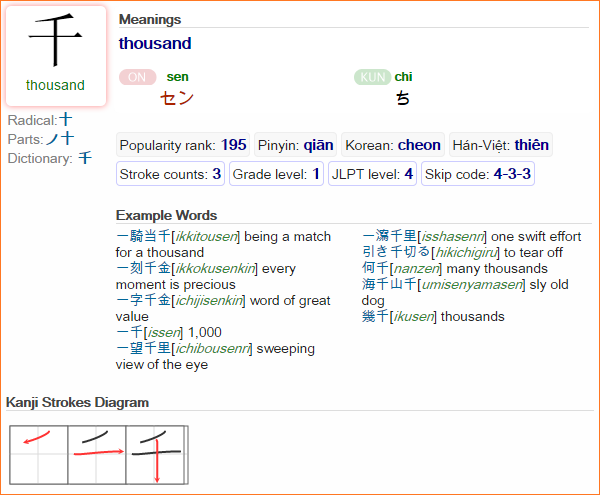 千
thousand
Radical:十
Parts:ノ十
Dictionary: 千
Meanings
thousand
ON sen
セン
KUN chi
ち
Popularity rank: 195 Pinyin: qiān Korean: cheon Hán-Việt: thiên
Stroke counts: 3 Grade level: 1 JLPT level: 4 Skip code: 4-3-3
Example Words
一騎当千[ikkitousen] being a match
for a thousand
一刻千金[ikkokusenkin] every
moment is precious
一字千金[ichijisenkin] word of great
value
一千[issen] 1,000
一望千里[ichibousenri] sweeping
view of the eye
一瀉千里[isshasenri] one swift effort
引き千切る[hikichigiru] to tear off
何千[nanzen] many thousands
海千山千[umisenyamasen] sly old
dog
幾千[ikusen] thousands
Kanji Strokes Diagram